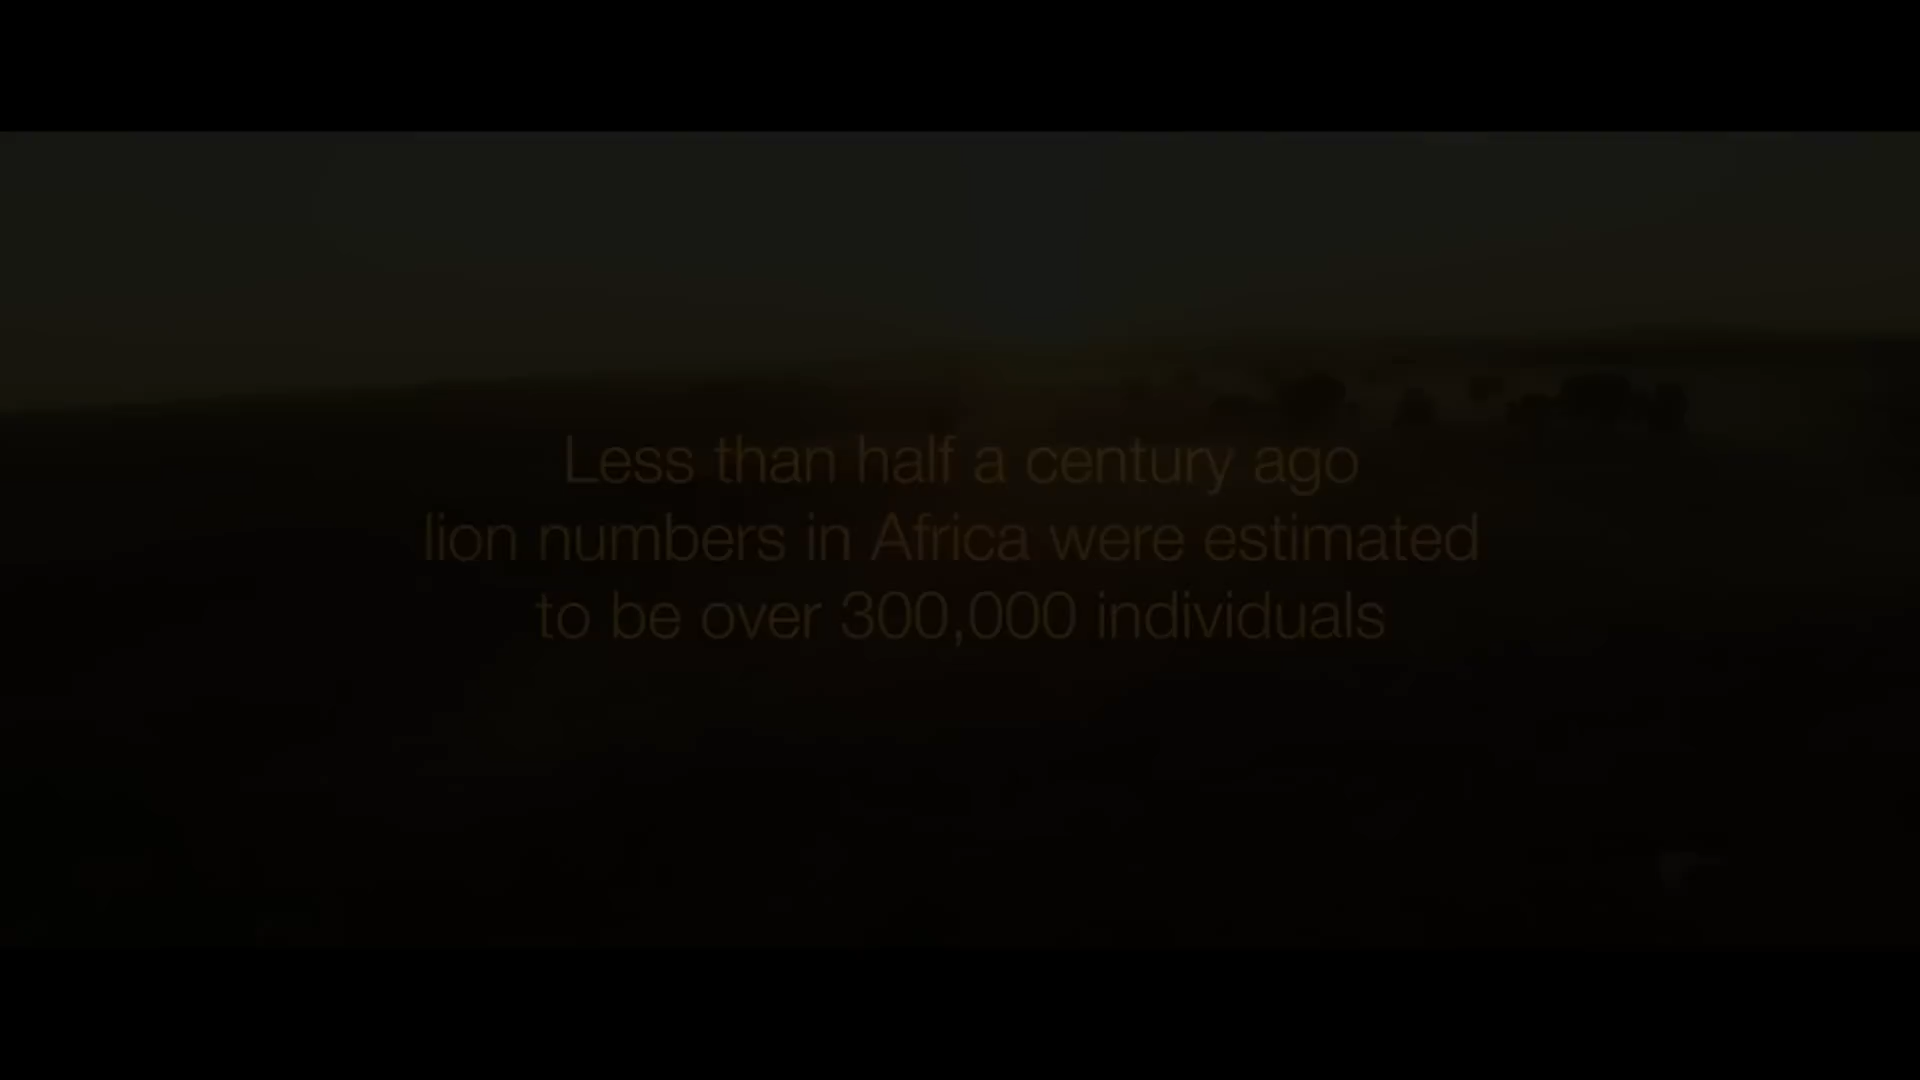 Less than half a century ago
lion numbers in Africa were estimated
to be over 300,000 individuals